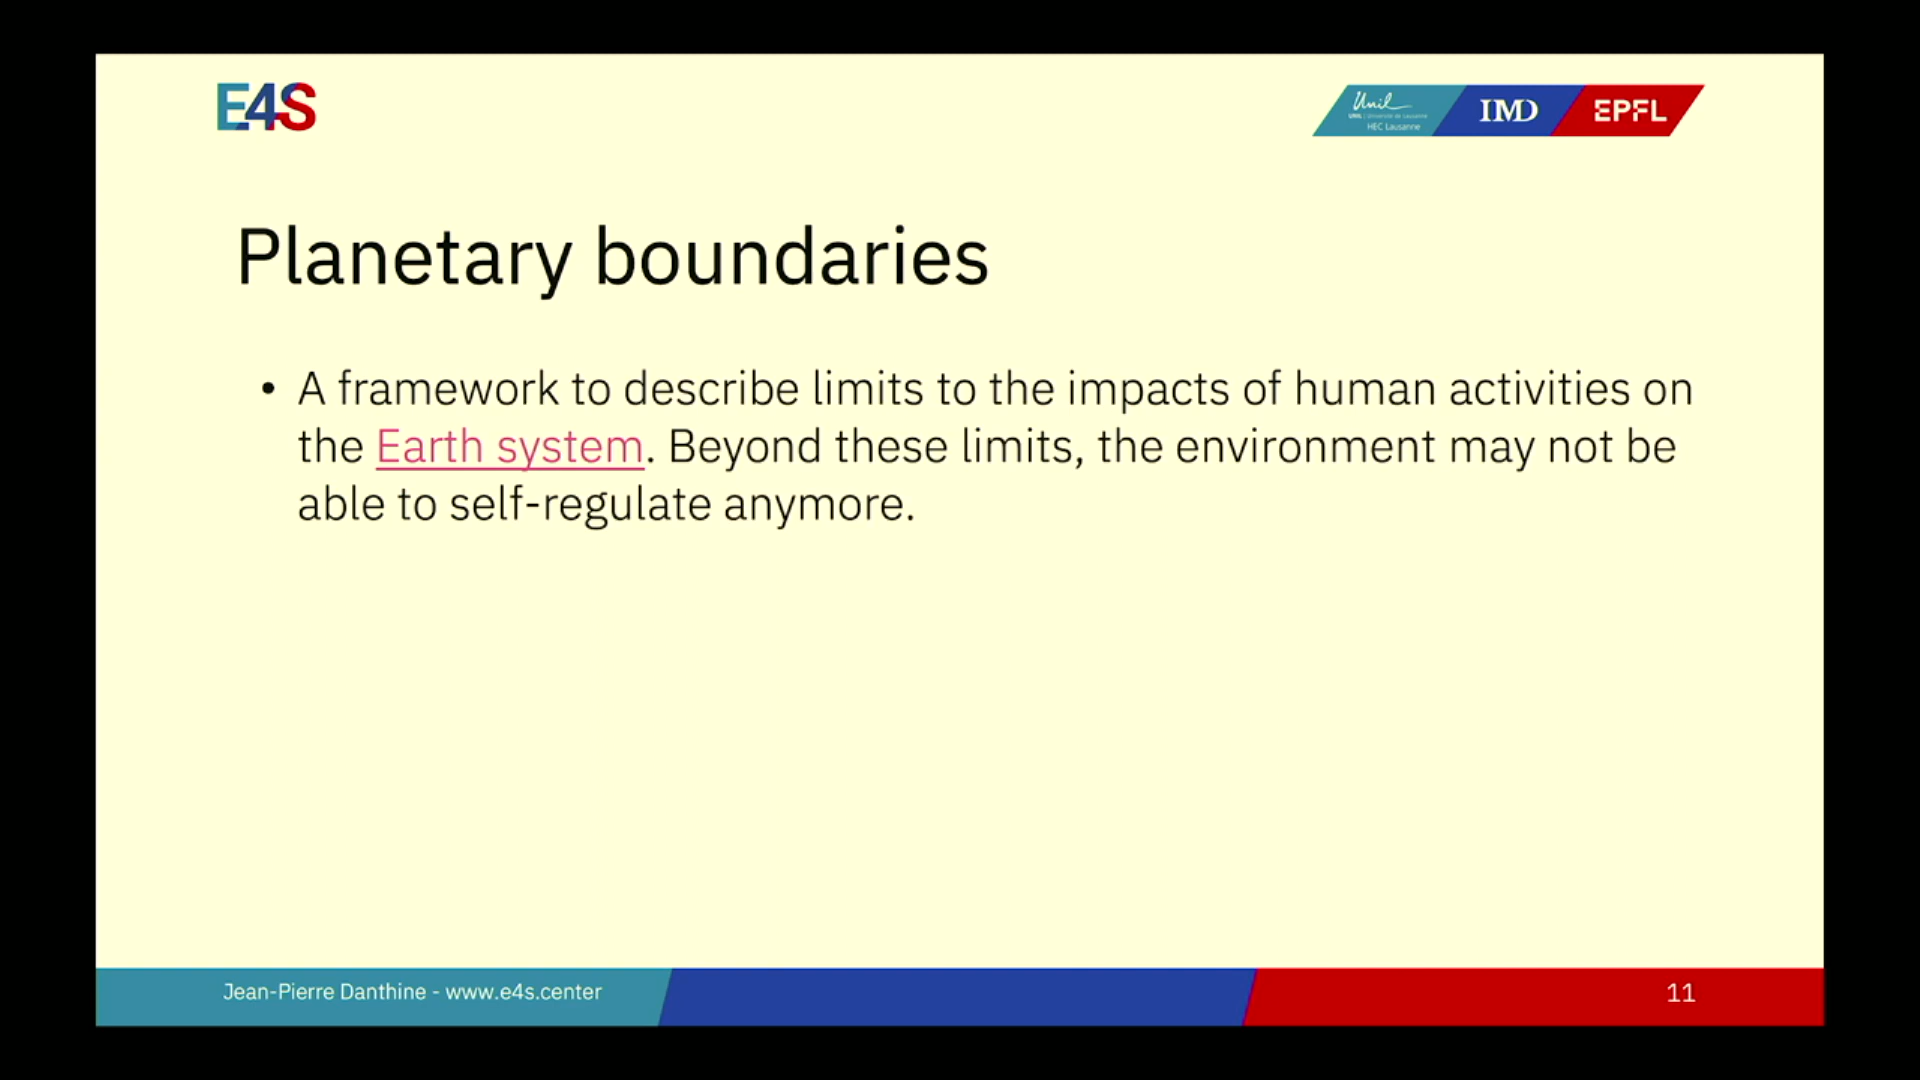 E4S
Unil
UNIL | Université de Lausanne
HEC Lausanne
IMD
EPFL
Planetary boundaries
• A framework to describe limits to the impacts of human activities on
the Earth system. Beyond these limits, the environment may not be
able to self-regulate anymore.
Jean-Pierre Danthine - www.e4s.center
11